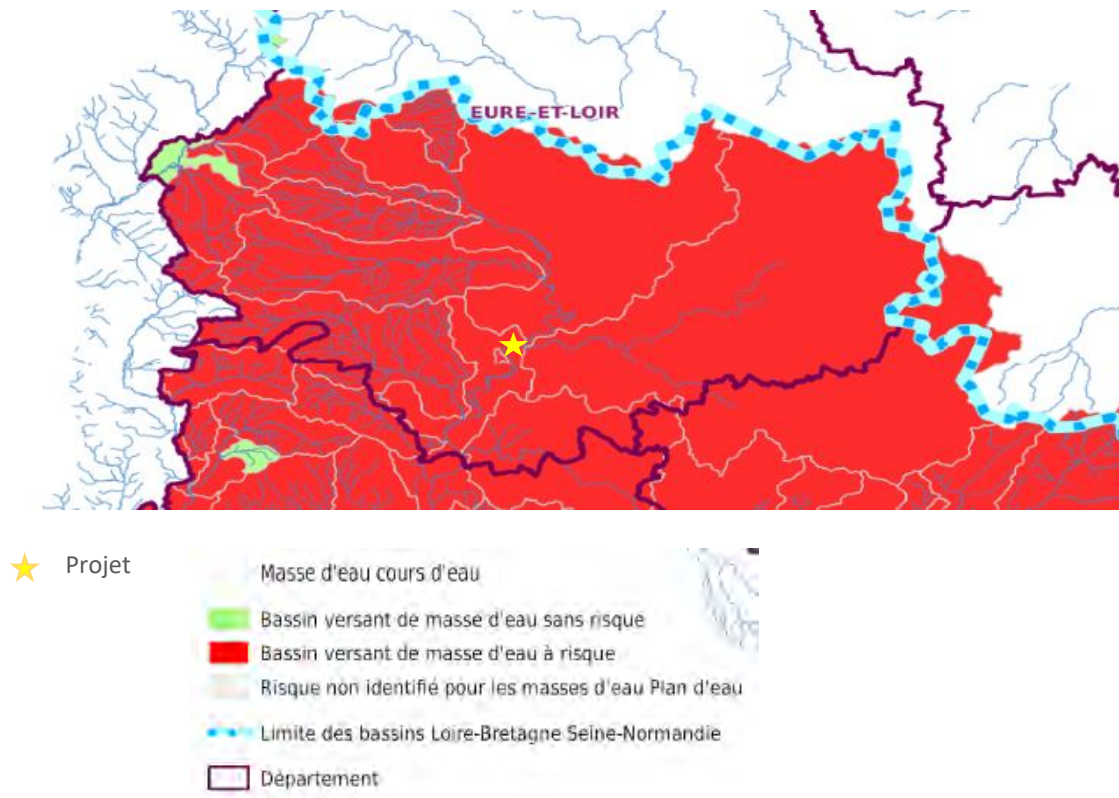 EURE-ET-LOIR
Projet
Masse d'eau cours d'eau
Bassin versant de masse d'eau sans risque
Bassin versant de masse d'eau à risque
Risque non identifié pour les masses d'eau Plan d'eau
Limite des bassins Loire-Bretagne Seine-Normandie
Département